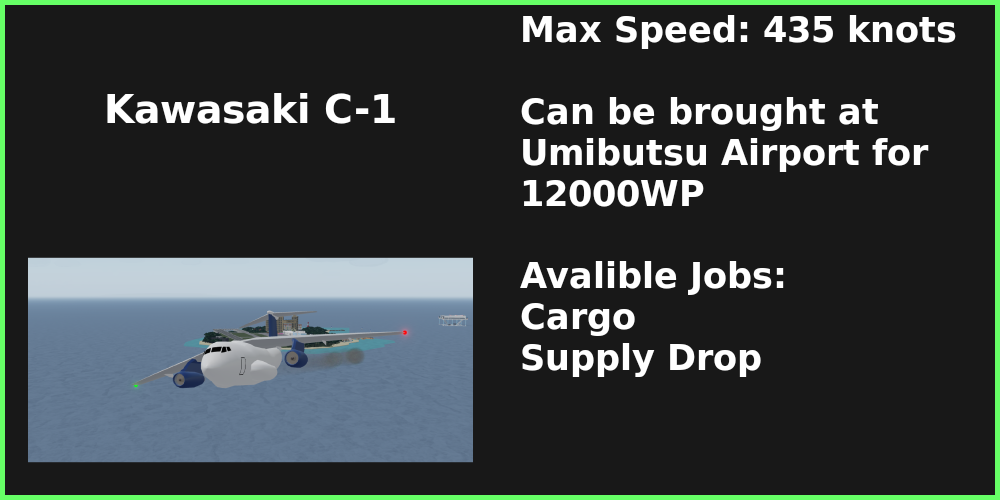 Kawasaki C-1
Max Speed: 435 knots
Can be brought at
Umibutsu Airport for
12000WP
Avalible Jobs:
Cargo
Supply Drop